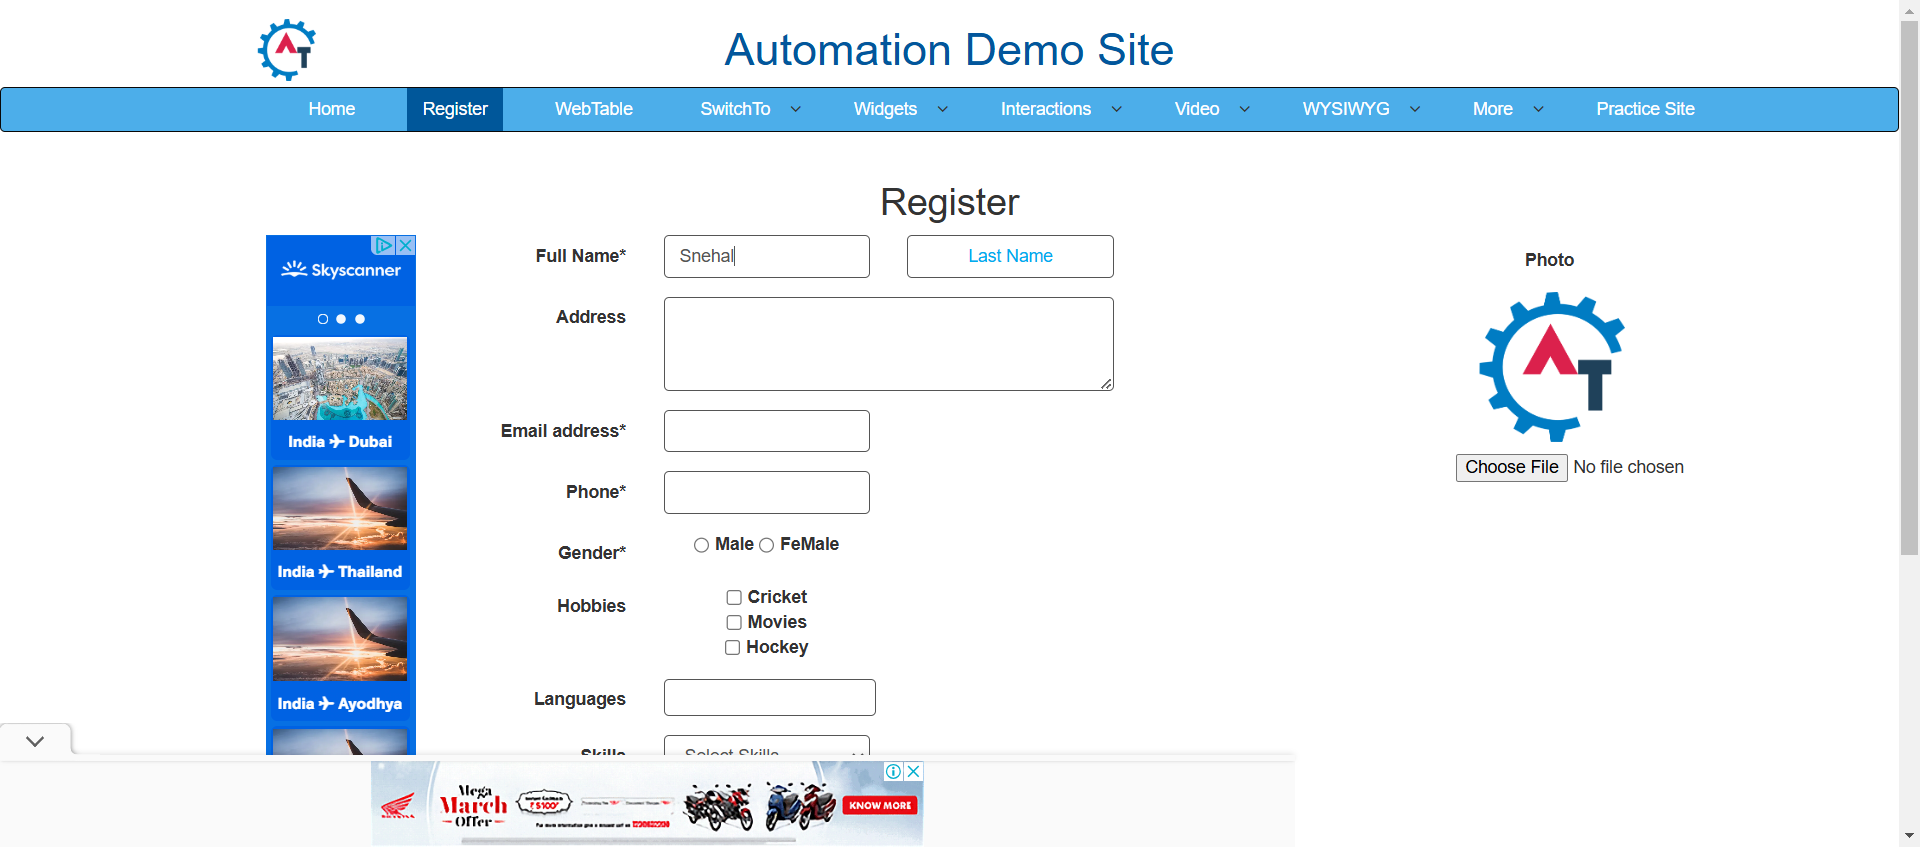 Automation Demo Site
Home Register WebTable SwitchTo Widgets Interactions Video WYSIWYG More Practice Site
Register
Skyscanner
India Dubai
India Thailand
India Ayodhya
Full Name* Snehal Last Name
Address
Email address*
Phone*
Gender* Male FeMale
Hobbies Cricket
Movies
Hockey
Languages
Skills Select Skills
Photo
AT
Choose File No file chosen
Mega
March
Offer
KNOW MORE